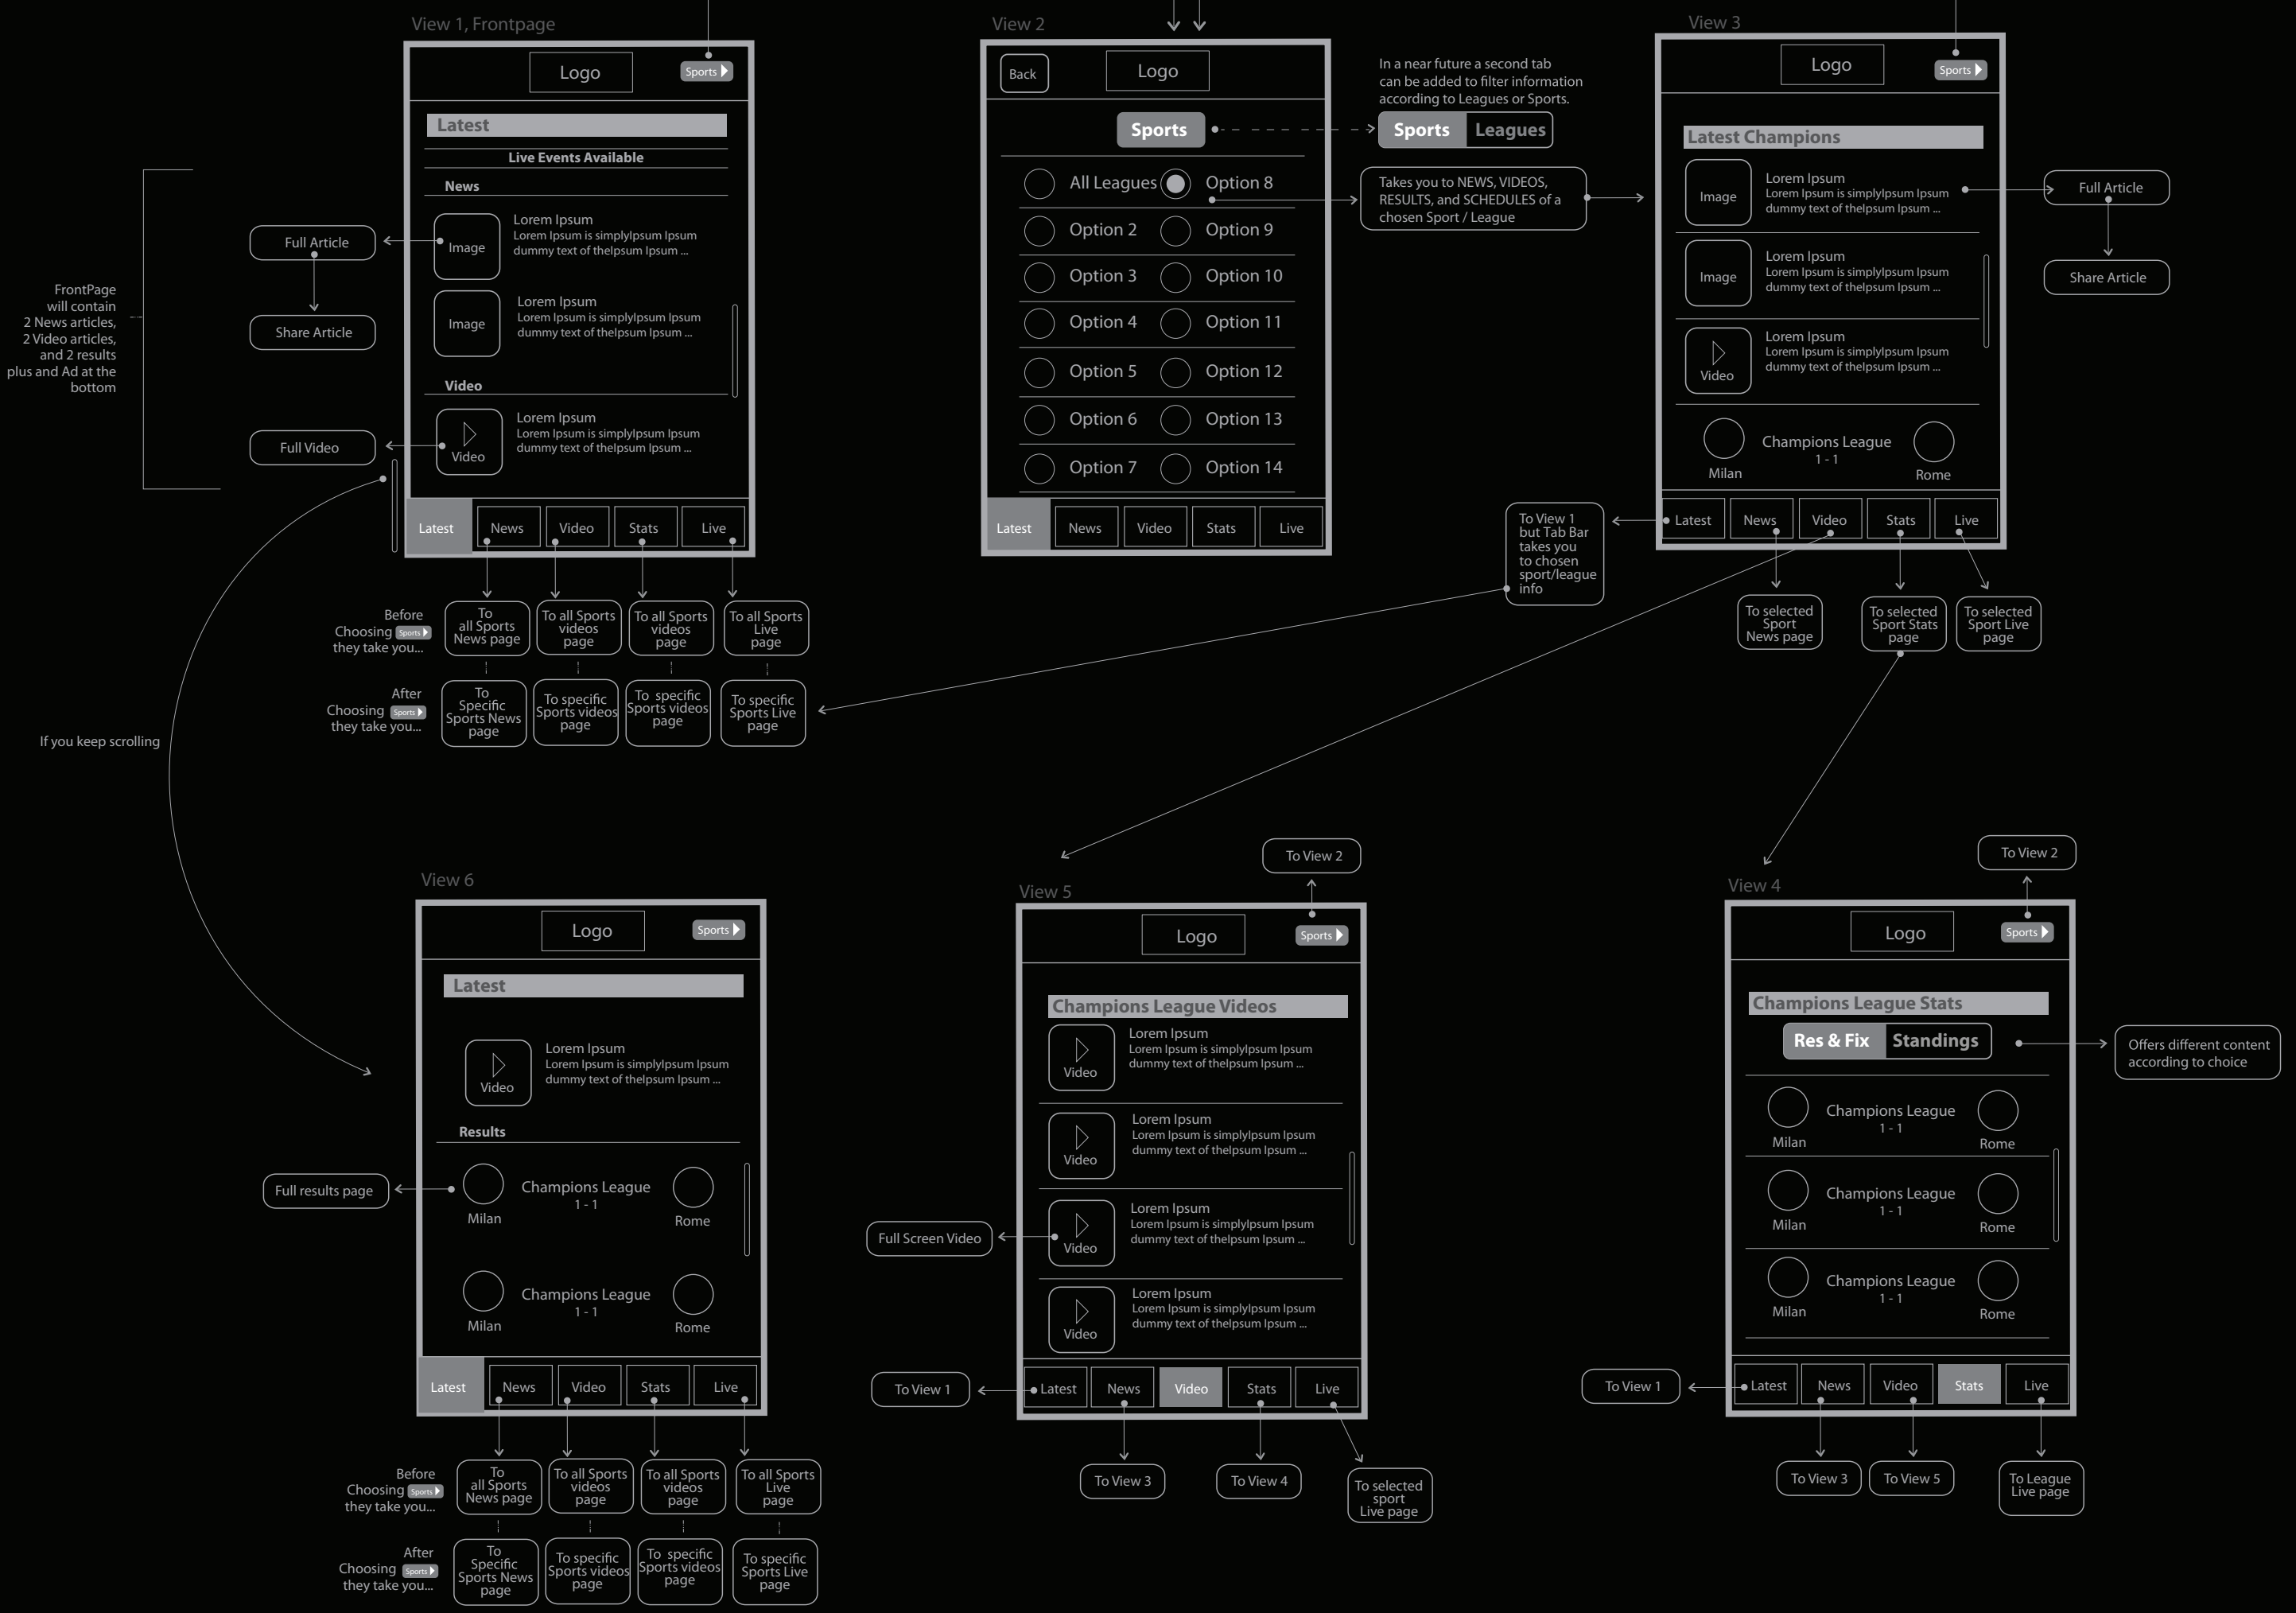 View 1, Frontpage
Logo
Sports
Latest
Live Events Available
News
Image
Lorem Ipsum
Lorem Ipsum is simplyIpsum Ipsum
dummy text of theIpsum Ipsum ...
Image
Lorem Ipsum
Lorem Ipsum is simplyIpsum Ipsum
dummy text of theIpsum Ipsum ...
Video
Video
Lorem Ipsum
Lorem Ipsum is simplyIpsum Ipsum
dummy text of theIpsum Ipsum ...
Latest
News
Video
Stats
Live
FrontPage
will contain
2 News articles,
2 Video articles,
and 2 results
plus and Ad at the
bottom
Full Article
Share Article
Full Video
Before
Choosing Sports
they take you...
To
all Sports
News page
To all Sports
videos
page
To all Sports
videos
page
To all Sports
Live
page
After
Choosing Sports
they take you...
To
Specific
Sports News
page
To specific
Sports videos
page
To specific
Sports videos
page
To specific
Sports Live
page
If you keep scrolling
View 2
Back
Logo
Sports
All Leagues
Option 8
Option 2
Option 9
Option 3
Option 10
Option 4
Option 11
Option 5
Option 12
Option 6
Option 13
Option 7
Option 14
Latest
News
Video
Stats
Live
In a near future a second tab
can be added to filter information
according to Leagues or Sports.
Sports
Leagues
Takes you to NEWS, VIDEOS,
RESULTS, and SCHEDULES of a
chosen Sport / League
View 3
Logo
Sports
Latest Champions
Image
Lorem Ipsum
Lorem Ipsum is simplyIpsum Ipsum
dummy text of theIpsum Ipsum ...
Image
Lorem Ipsum
Lorem Ipsum is simplyIpsum Ipsum
dummy text of theIpsum Ipsum ...
Video
Lorem Ipsum
Lorem Ipsum is simplyIpsum Ipsum
dummy text of theIpsum Ipsum ...
Milan
Champions League
1 - 1
Rome
Latest
News
Video
Stats
Live
Full Article
Share Article
To View 1
but Tab Bar
takes you
to chosen
sport/league
info
To selected
Sport
News page
To selected
Sport Stats
page
To selected
Sport Live
page
View 6
Logo
Sports
Latest
Video
Lorem Ipsum
Lorem Ipsum is simplyIpsum Ipsum
dummy text of theIpsum Ipsum ...
Results
Milan
Champions League
1 - 1
Rome
Milan
Champions League
1 - 1
Rome
Latest
News
Video
Stats
Live
Full results page
Before
Choosing Sports
they take you...
To
all Sports
News page
To all Sports
videos
page
To all Sports
videos
page
To all Sports
Live
page
After
Choosing Sports
they take you...
To
Specific
Sports News
page
To specific
Sports videos
page
To specific
Sports videos
page
To specific
Sports Live
page
View 5
To View 2
Logo
Sports
Champions League Videos
Video
Lorem Ipsum
Lorem Ipsum is simplyIpsum Ipsum
dummy text of theIpsum Ipsum ...
Video
Lorem Ipsum
Lorem Ipsum is simplyIpsum Ipsum
dummy text of theIpsum Ipsum ...
Video
Lorem Ipsum
Lorem Ipsum is simplyIpsum Ipsum
dummy text of theIpsum Ipsum ...
Video
Lorem Ipsum
Lorem Ipsum is simplyIpsum Ipsum
dummy text of theIpsum Ipsum ...
Full Screen Video
Latest
News
Video
Stats
Live
To View 1
To View 3
To View 4
To selected
sport
Live page
View 4
To View 2
Logo
Sports
Champions League Stats
Res & Fix
Standings
Offers different content
according to choice
Milan
Champions League
1 - 1
Rome
Milan
Champions League
1 - 1
Rome
Milan
Champions League
1 - 1
Rome
Latest
News
Video
Stats
Live
To View 1
To View 3
To View 5
To League
Live page